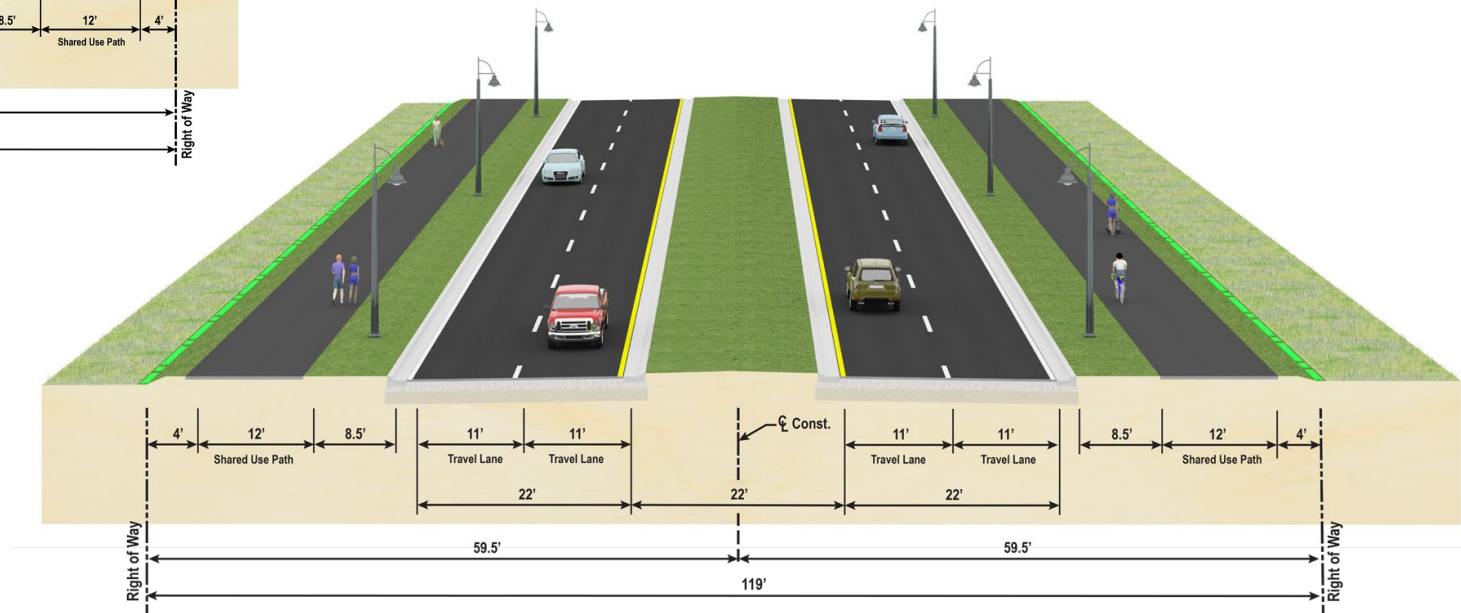 8.5’ 12’ 4’
Shared Use Path
Right of Way
℄ Const.
4’ 12’ 8.5’ 11’ 11’ 11’ 11’ 8.5’ 12’ 4’
Shared Use Path Travel Lane Travel Lane Travel Lane Travel Lane Shared Use Path
22’ 22’ 22’
Right of Way 59.5’ 59.5’ Right of Way
119’